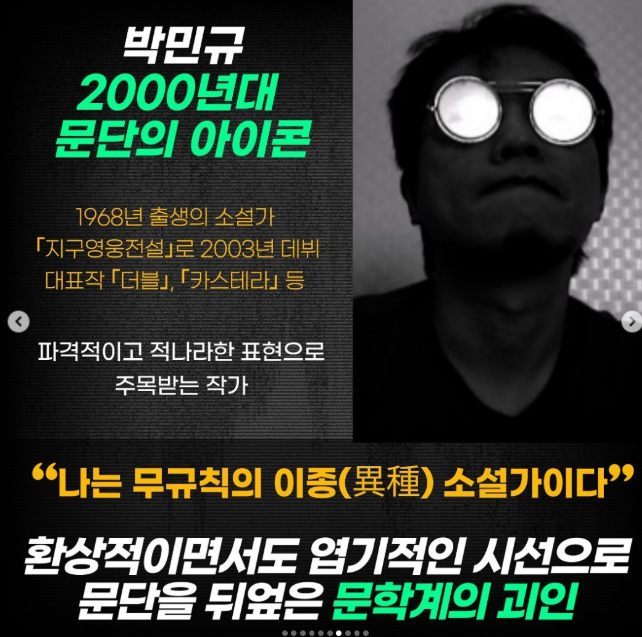 박민규
2000년대
문단의 아이콘
1968년 출생의 소설가
「지구영웅전설」로 2003년 데뷔
대표작 「더블」, 「카스테라」 등
파격적이고 적나라한 표현으로
주목받는 작가
“나는 무규칙의 이종(異種) 소설가이다”
환상적이면서도 엽기적인 시선으로
문단을 뒤엎은 문학계의 괴인